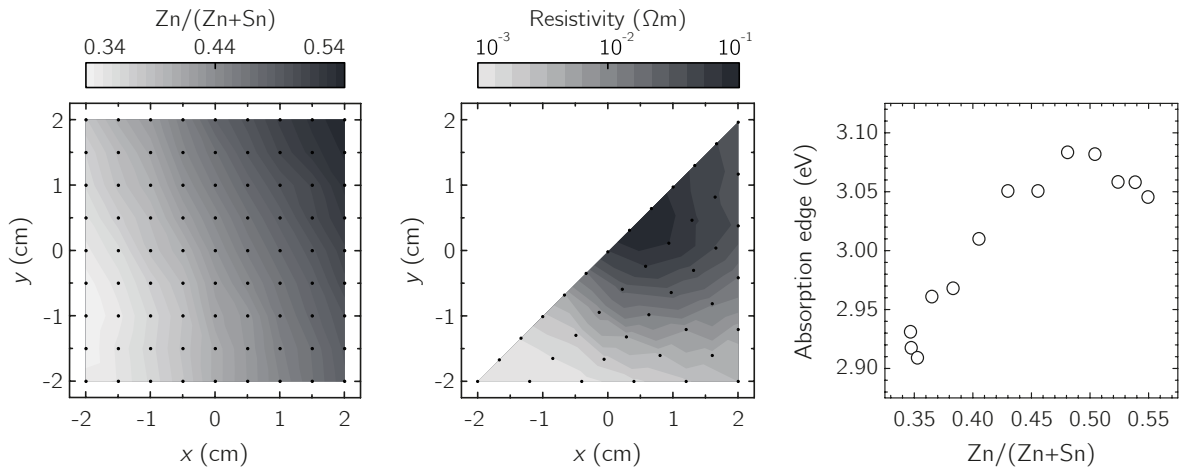 Zn/(Zn+Sn)
0.34 0.44 0.54
2
1
0
-1
-2
y (cm)
-2 -1 0 1 2
x (cm)
Resistivity (Ωm)
10⁻³ 10⁻² 10⁻¹
2
1
0
-1
-2
y (cm)
-2 -1 0 1 2
x (cm)
3.10
3.05
3.00
2.95
2.90
Absorption edge (eV)
0.35 0.40 0.45 0.50 0.55
Zn/(Zn+Sn)